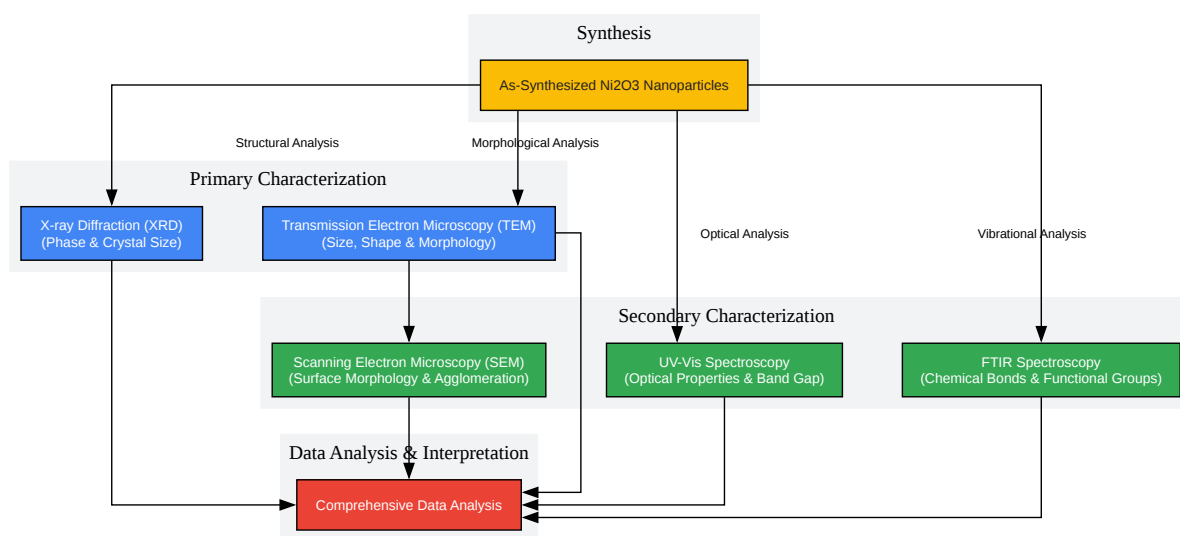 Synthesis
As-Synthesized Ni2O3 Nanoparticles
Structural Analysis
Morphological Analysis
Primary Characterization
X-ray Diffraction (XRD)
(Phase & Crystal Size)
Transmission Electron Microscopy (TEM)
(Size, Shape & Morphology)
Optical Analysis
Vibrational Analysis
Secondary Characterization
Scanning Electron Microscopy (SEM)
(Surface Morphology & Agglomeration)
UV-Vis Spectroscopy
(Optical Properties & Band Gap)
FTIR Spectroscopy
(Chemical Bonds & Functional Groups)
Data Analysis & Interpretation
Comprehensive Data Analysis